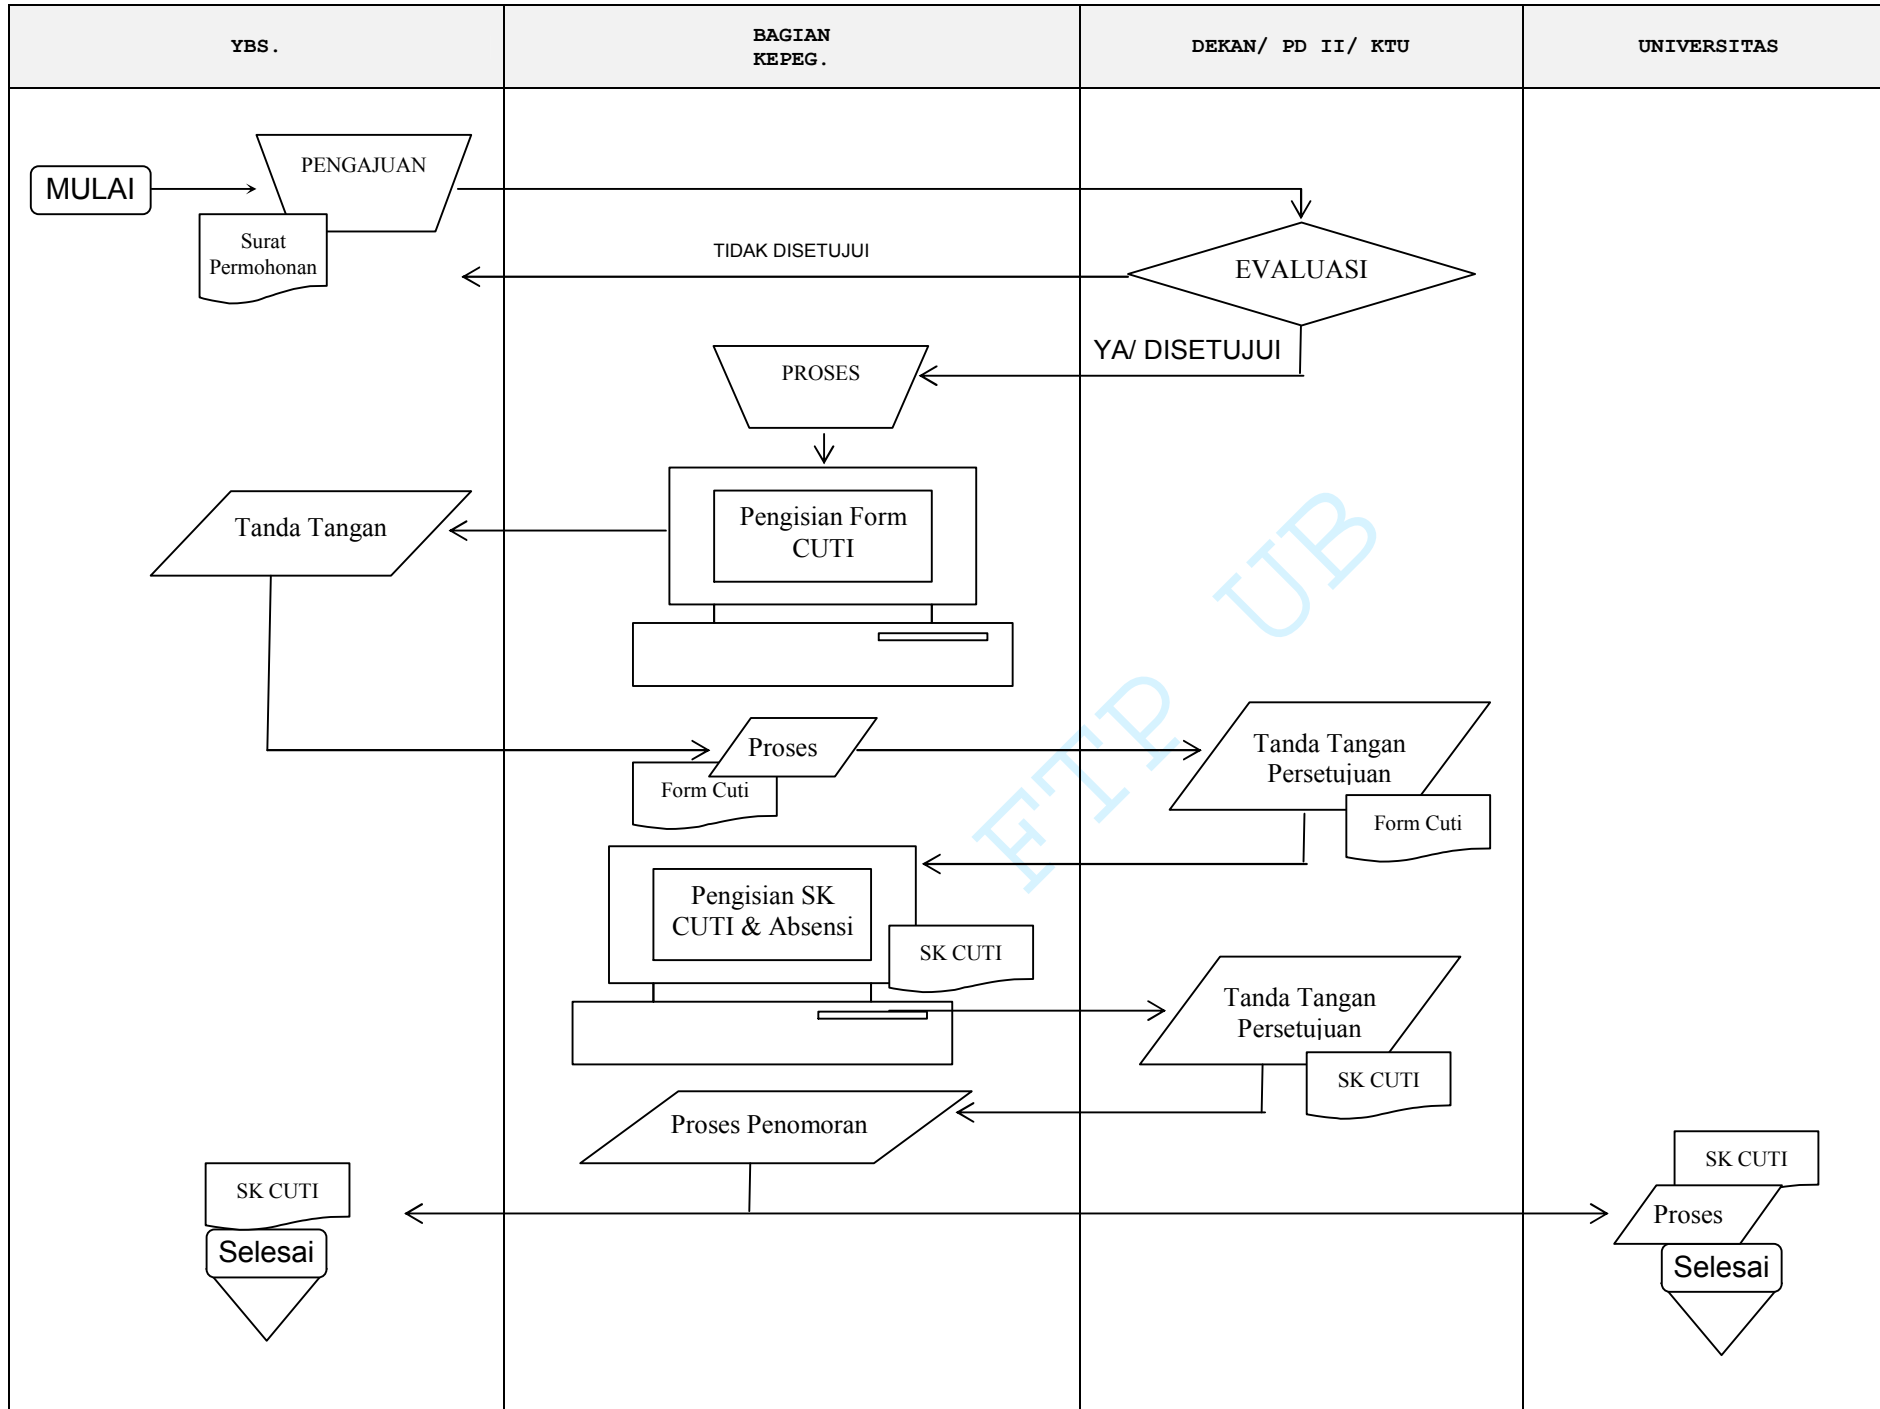 YBS.
BAGIAN
KEPEG.
DEKAN/ PD II/ KTU
UNIVERSITAS
MULAI
PENGAJUAN
Surat
Permohonan
TIDAK DISETUJUI
EVALUASI
YA/ DISETUJUI
PROSES
Tanda Tangan
Pengisian Form
CUTI
Proses
Form Cuti
Tanda Tangan
Persetujuan
Form Cuti
Pengisian SK
CUTI & Absensi
SK CUTI
Tanda Tangan
Persetujuan
SK CUTI
Proses Penomoran
SK CUTI
Selesai
SK CUTI
Proses
Selesai
FTP UB